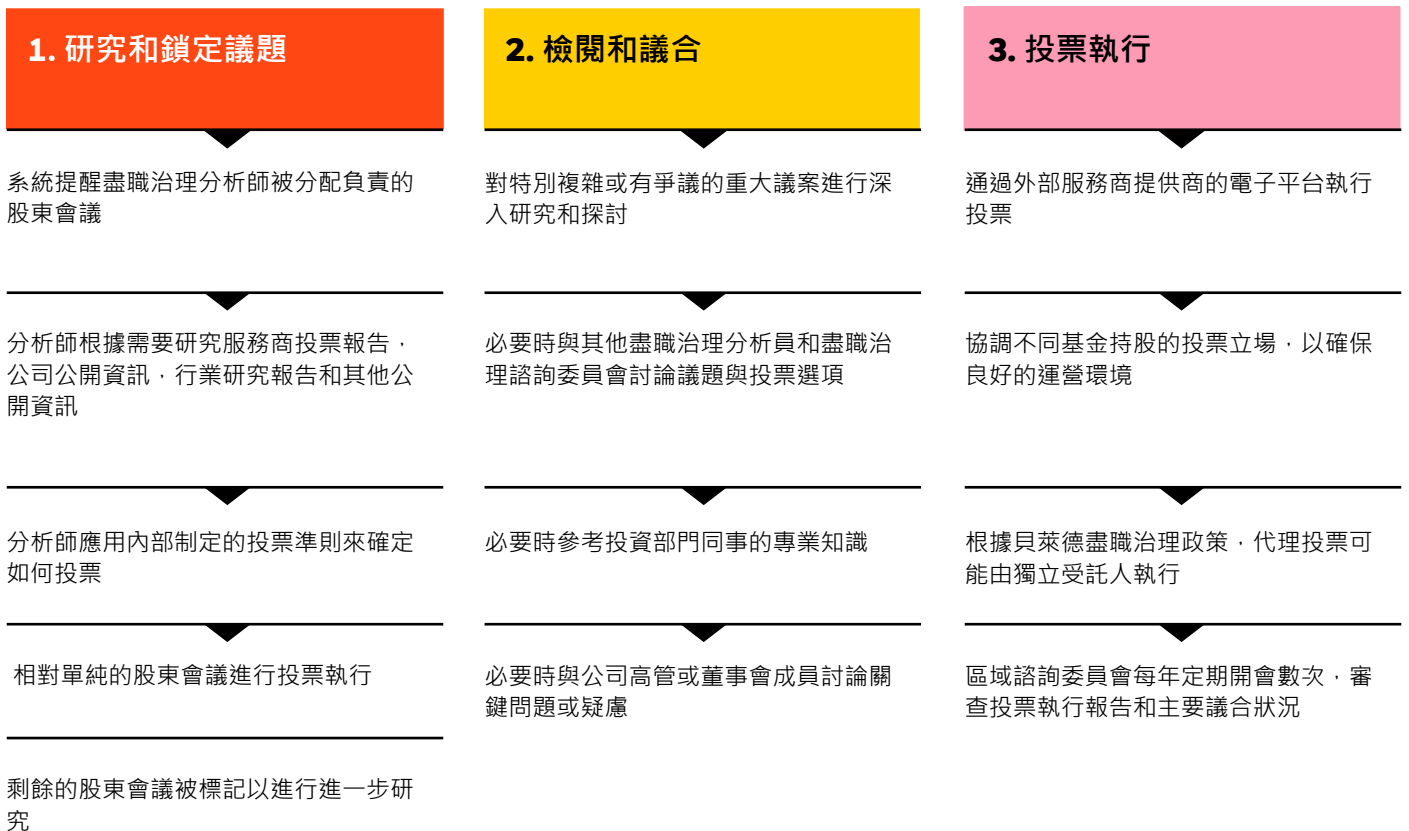 1. 研究和鎖定議題
系統提醒盡職治理分析師被分配負責的
股東會議
分析師根據需要研究服務商投票報告，
公司公開資訊，行業研究報告和其他公
開資訊
分析師應用內部制定的投票準則來確定
如何投票
相對單純的股東會議進行投票執行
剩餘的股東會議被標記以進行進一步研
究
2. 檢閱和議合
對特別複雜或有爭議的重大議案進行深
入研究和探討
必要時與其他盡職治理分析員和盡職治
理諮詢委員會討論議題與投票選項
必要時參考投資部門同事的專業知識
必要時與公司高管或董事會成員討論關
鍵問題或疑慮
3. 投票執行
通過外部服務商提供商的電子平台執行
投票
協調不同基金持股的投票立場，以確保
良好的運營環境
根據貝萊德盡職治理政策，代理投票可
能由獨立受託人執行
區域諮詢委員會每年定期開會數次，審
查投票執行報告和主要議合狀況